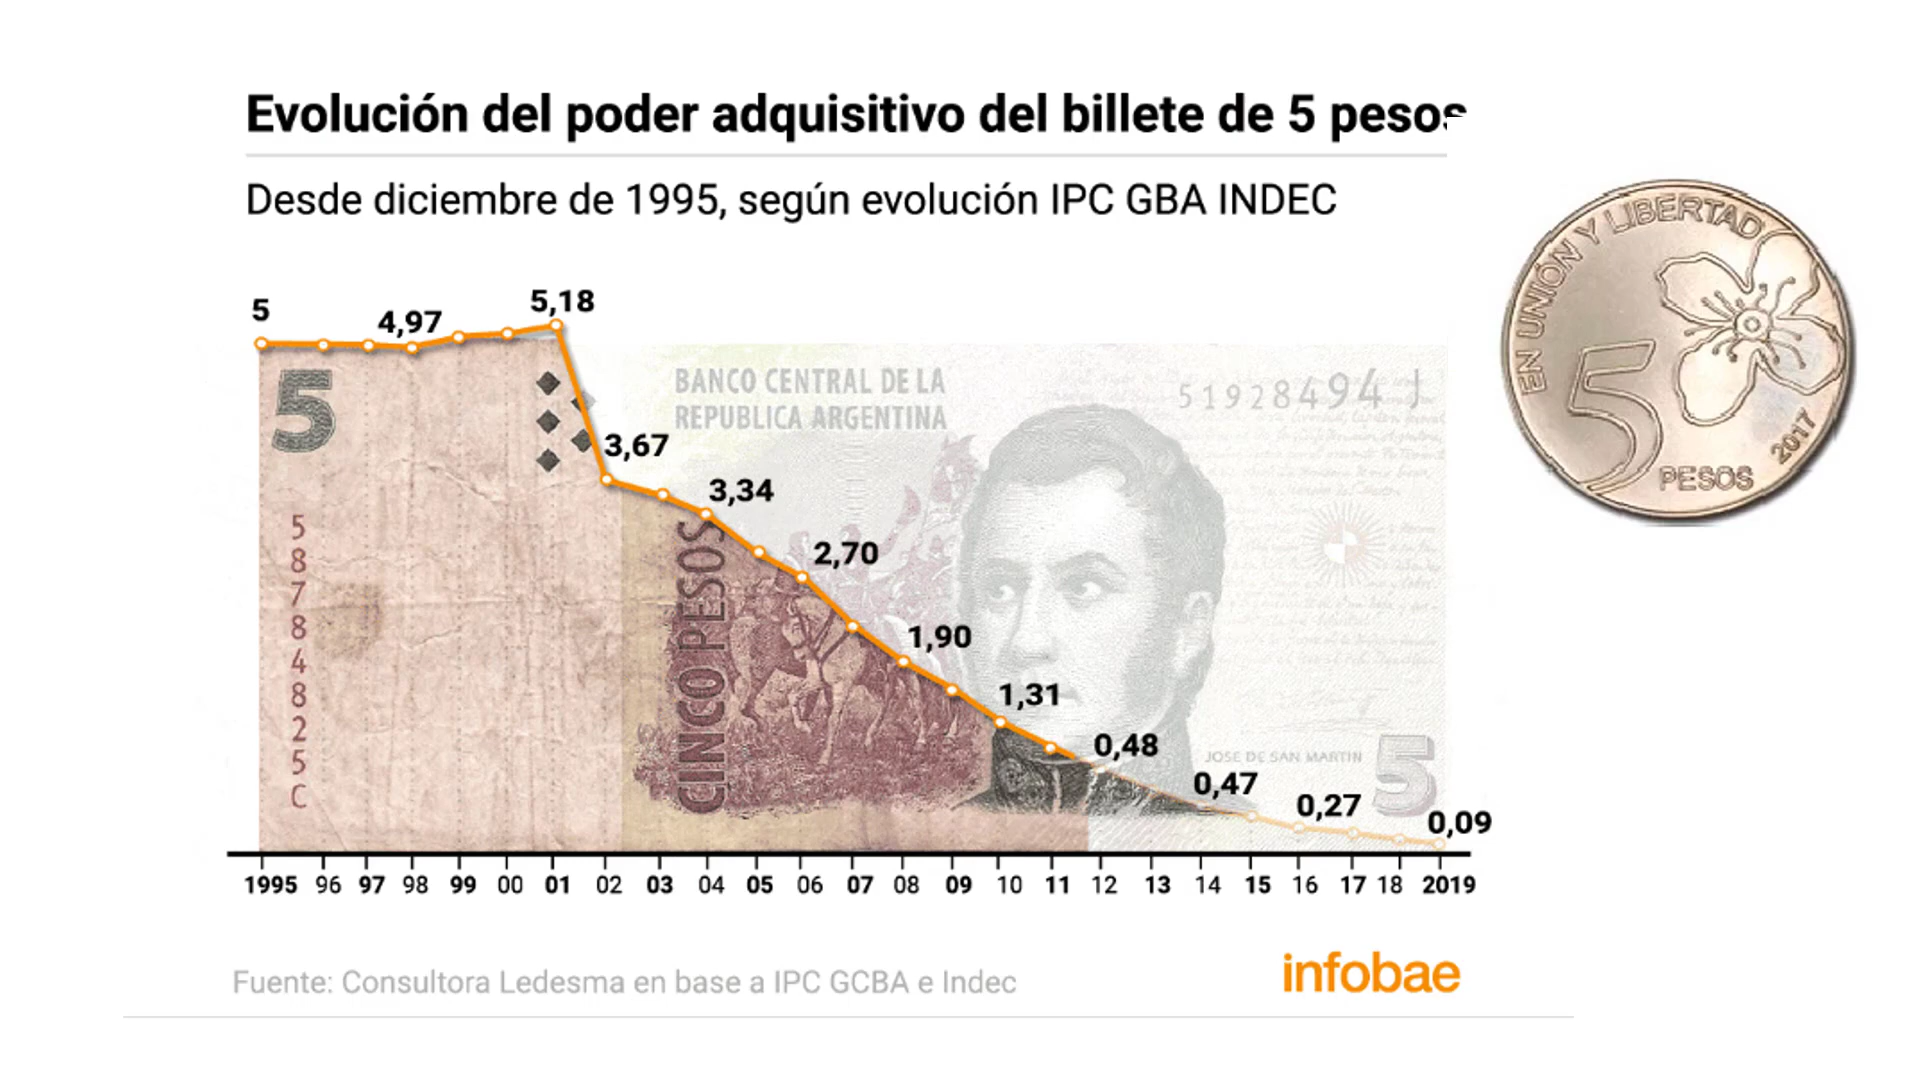 Evolución del poder adquisitivo del billete de 5 pesos
Desde diciembre de 1995, según evolución IPC GBA INDEC
EN UNIÓN Y LIBERTAD
5
PESOS
2017
5
4,97
5,18
3,67
3,34
2,70
1,90
1,31
0,48
0,47
0,27
0,09
5
BANCO CENTRAL DE LA
REPUBLICA ARGENTINA
51928494 J
58784825C
CINCO PESOS
JOSE DE SAN MARTIN
5
1995 96 97 98 99 00 01 02 03 04 05 06 07 08 09 10 11 12 13 14 15 16 17 18 2019
Fuente: Consultora Ledesma en base a IPC GCBA e Indec
infobae